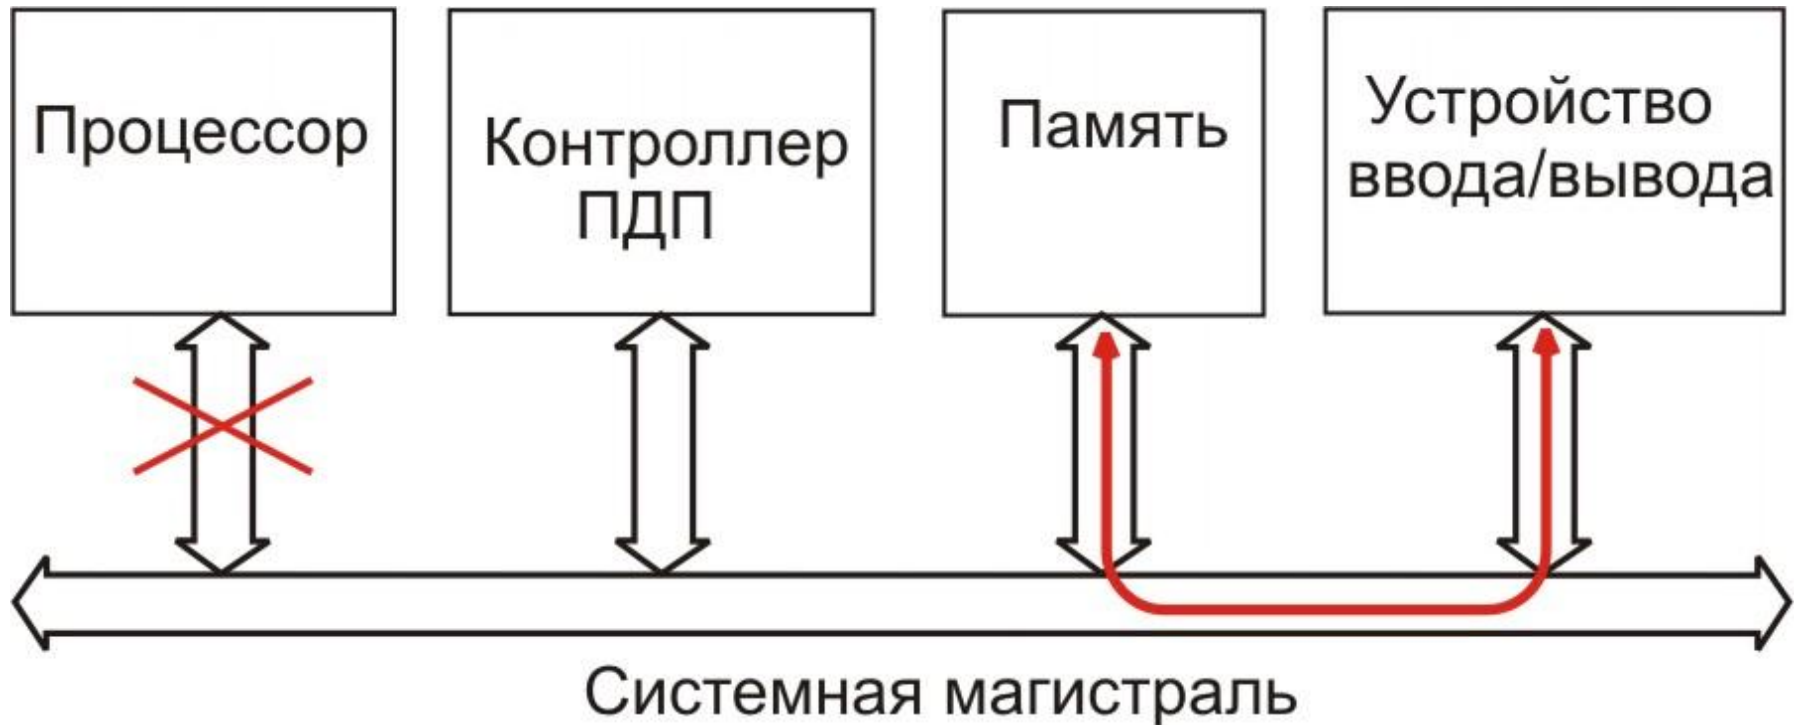 Процессор
Контроллер
ПДП
Память
Устройство
ввода/вывода
Системная магистраль